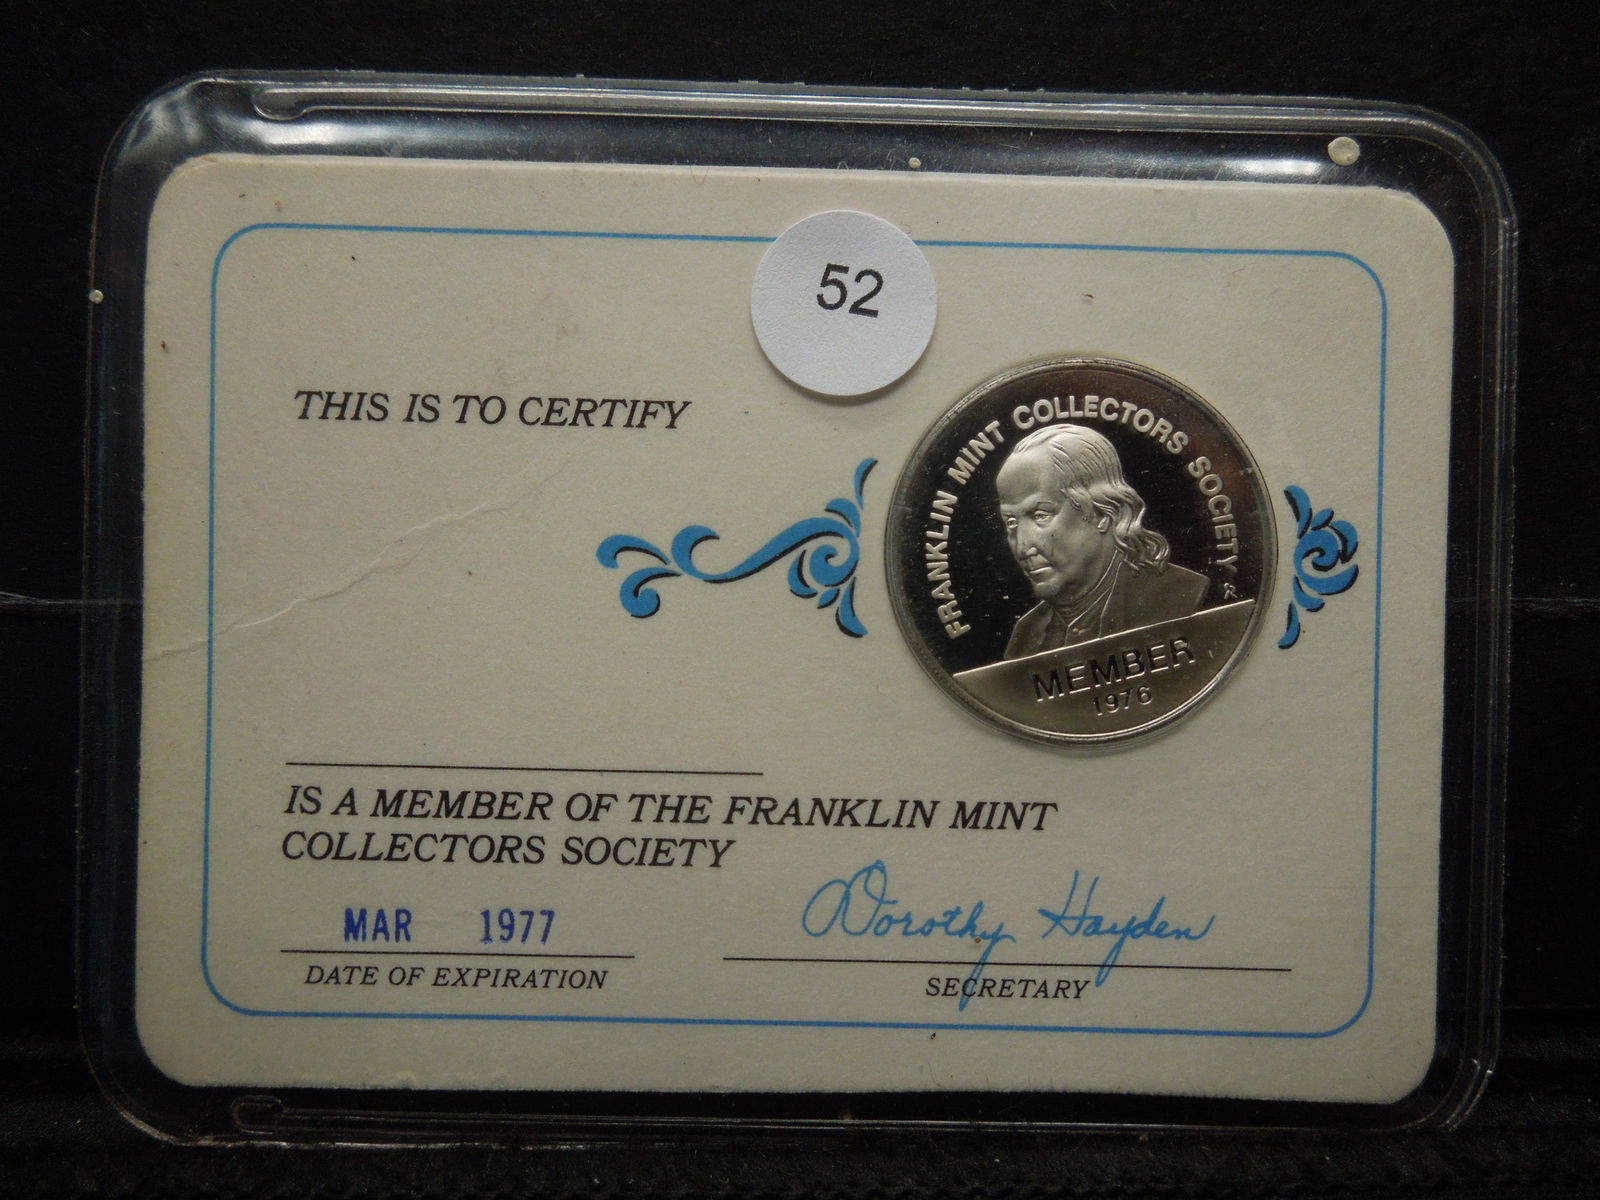 52
THIS IS TO CERTIFY
FRANKLIN MINT COLLECTORS SOCIETY
MEMBER
1976
IS A MEMBER OF THE FRANKLIN MINT
COLLECTORS SOCIETY
MAR 1977
Dorothy Hayden
DATE OF EXPIRATION
SECRETARY